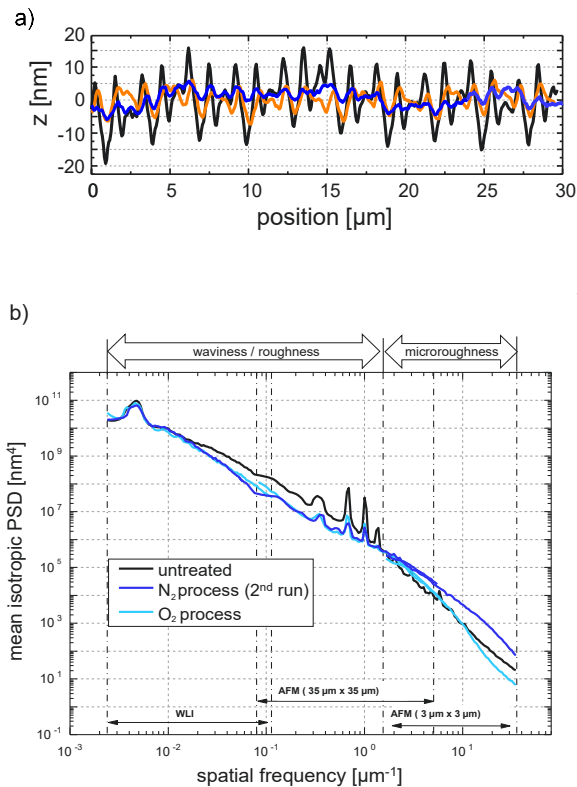 a)
z [nm]
20
10
0
-10
-20
0 5 10 15 20 25 30
position [µm]
b)
waviness / roughness microroughness
mean isotropic PSD [nm⁴]
10¹¹
10⁹
10⁷
10⁵
10³
10¹
10⁻¹
untreated
N₂ process (2ⁿᵈ run)
O₂ process
AFM ( 35 µm x 35 µm)
WLI
AFM ( 3 µm x 3 µm)
10⁻³ 10⁻² 10⁻¹ 10⁰ 10¹
spatial frequency [µm⁻¹]